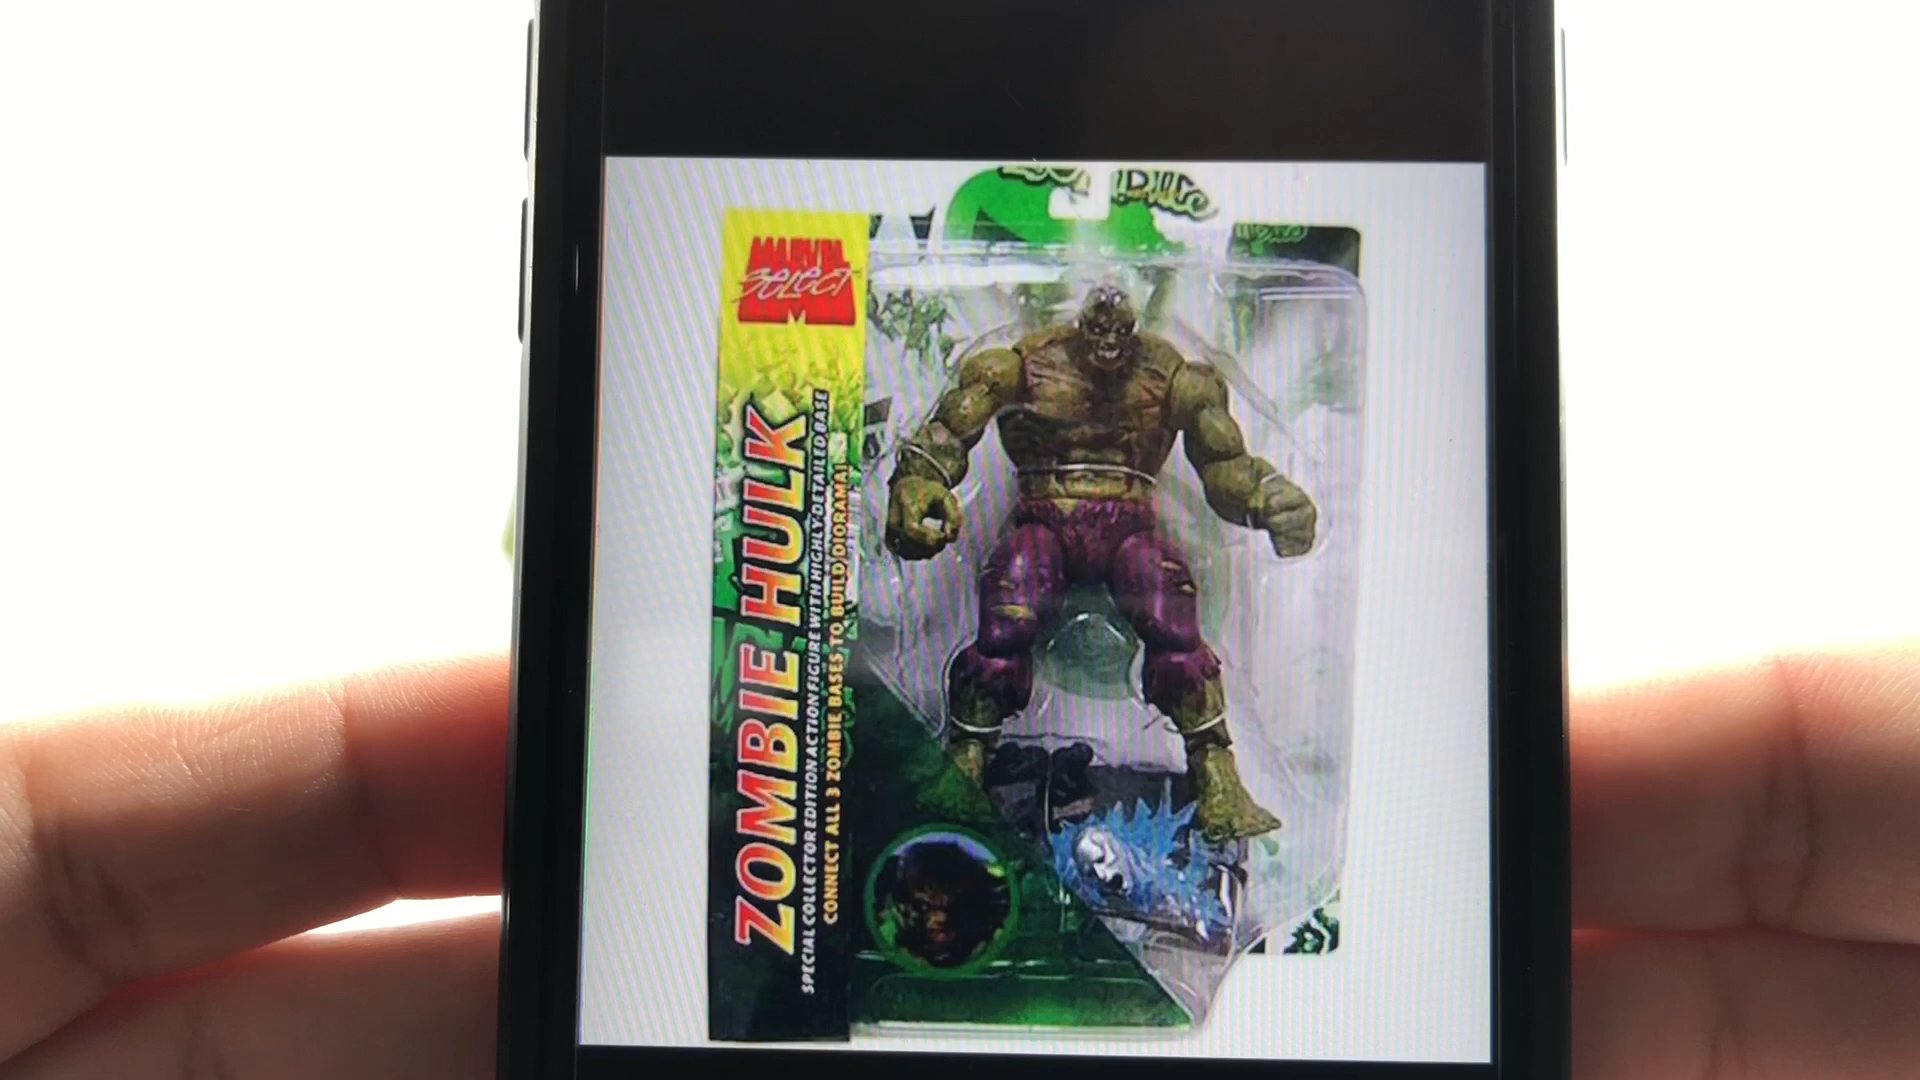 MARVEL
SELECT
ZOMBIE HULK
SPECIAL COLLECTOR EDITION ACTION FIGURE WITH HIGHLY-DETAILED BASE
CONNECT ALL 3 ZOMBIE BASES TO BUILD DIORAMA!